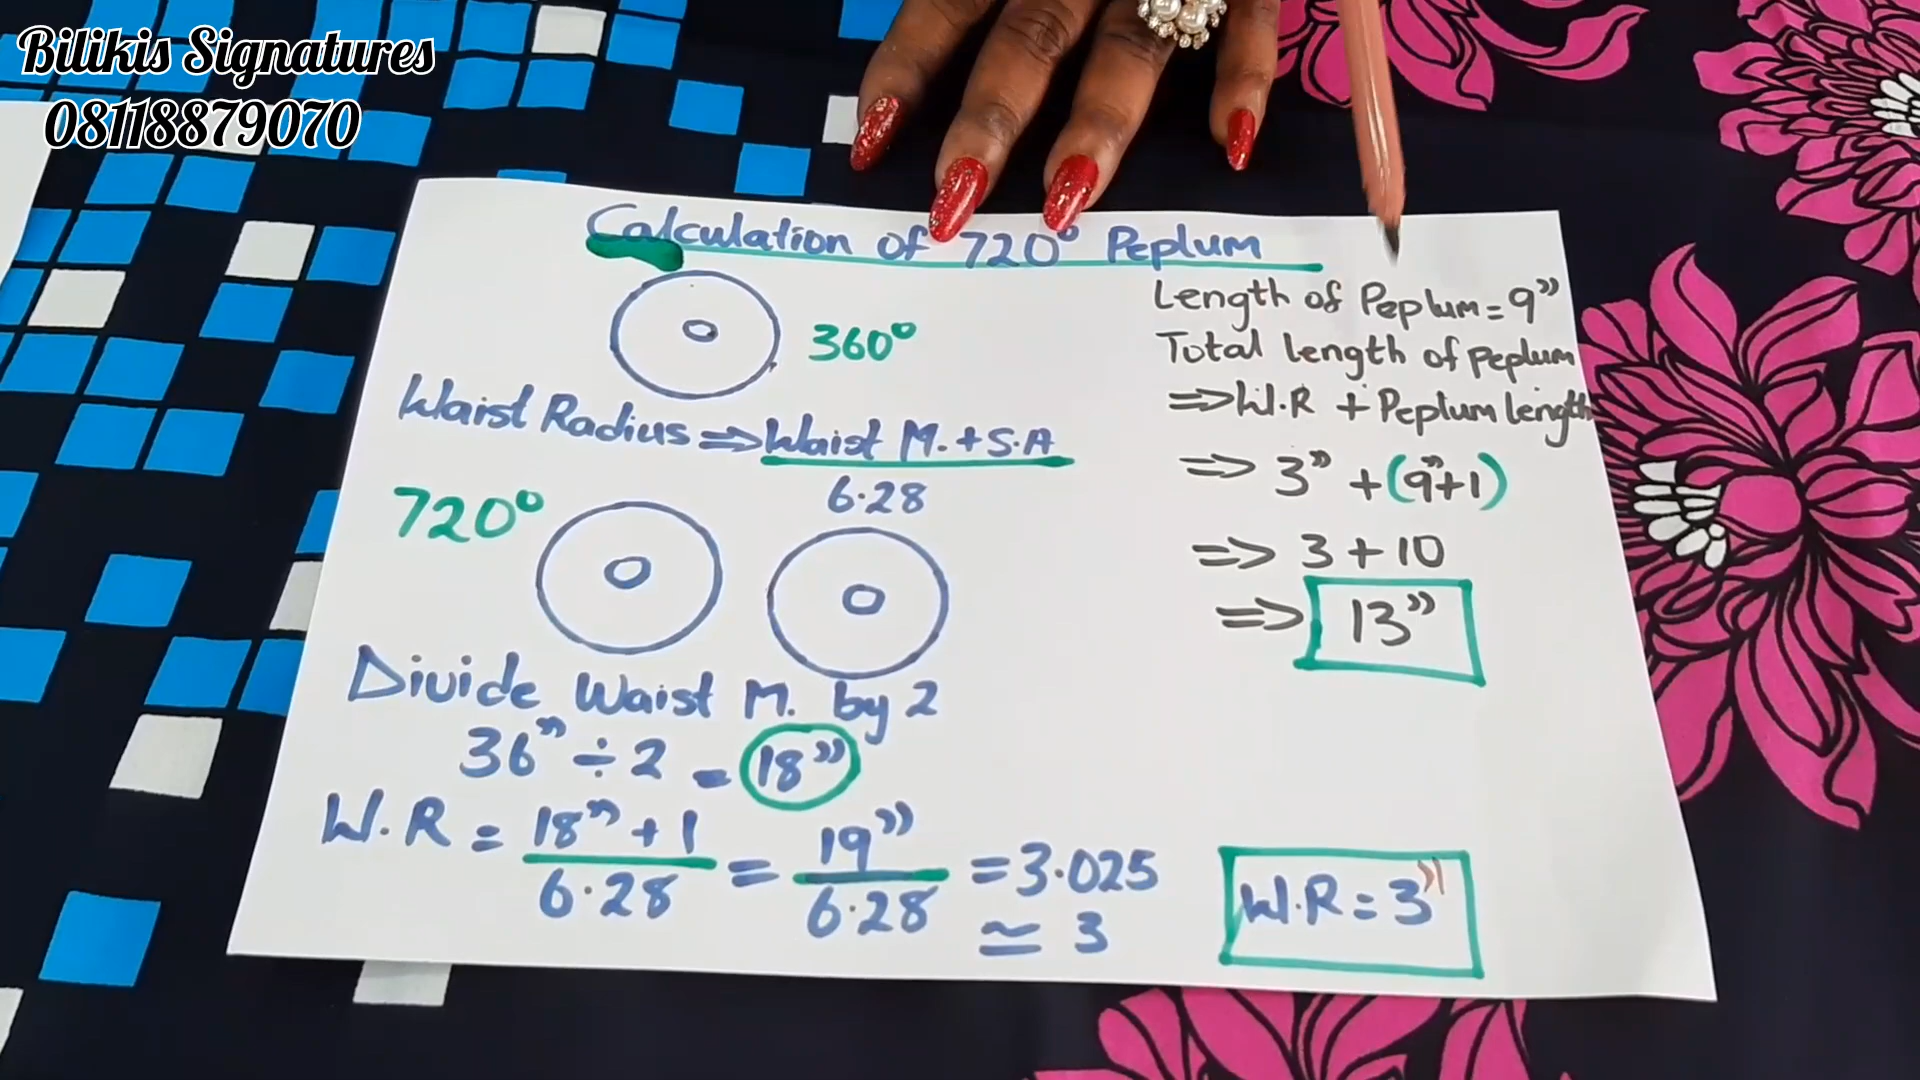 Bilikis Signatures
08118879070
Calculation of 720° Peplum
360°
Waist Radius ⇒ Waist M. + S.A
6.28
720°
Divide Waist M. by 2
36" ÷ 2 = 18"
W.R = 18" + 1 = 19" = 3.025
6.28 6.28 ≃ 3
Length of Peplum = 9"
Total length of peplum
⇒ W.R + Peplum length
⇒ 3" + (9"+1)
⇒ 3 + 10
⇒ 13"
W.R = 3"